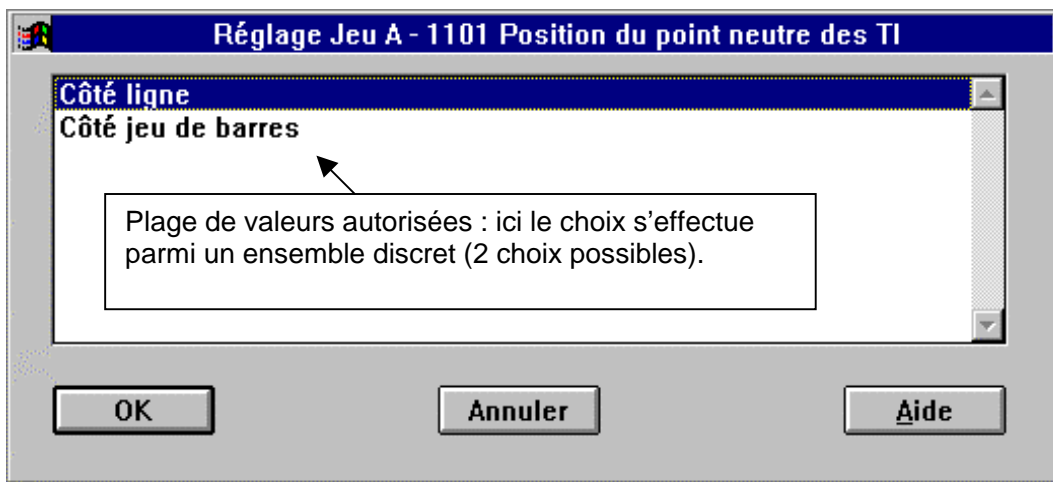 Réglage Jeu A - 1101 Position du point neutre des TI
Côté ligne
Côté jeu de barres
Plage de valeurs autorisées : ici le choix s’effectue
parmi un ensemble discret (2 choix possibles).
OK
Annuler
Aide